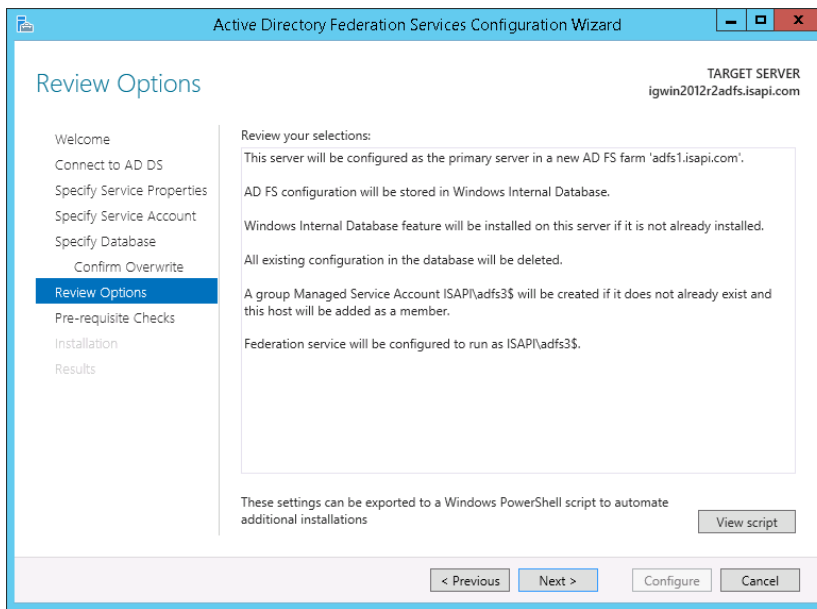 Active Directory Federation Services Configuration Wizard
Review Options
TARGET SERVER
igwin2012r2adfs.isapi.com
Welcome
Connect to AD DS
Specify Service Properties
Specify Service Account
Specify Database
Confirm Overwrite
Review Options
Pre-requisite Checks
Installation
Results
Review your selections:
This server will be configured as the primary server in a new AD FS farm 'adfs1.isapi.com'.
AD FS configuration will be stored in Windows Internal Database.
Windows Internal Database feature will be installed on this server if it is not already installed.
All existing configuration in the database will be deleted.
A group Managed Service Account ISAPI\adfs3$ will be created if it does not already exist and
this host will be added as a member.
Federation service will be configured to run as ISAPI\adfs3$.
These settings can be exported to a Windows PowerShell script to automate
additional installations
View script
< Previous
Next >
Configure
Cancel